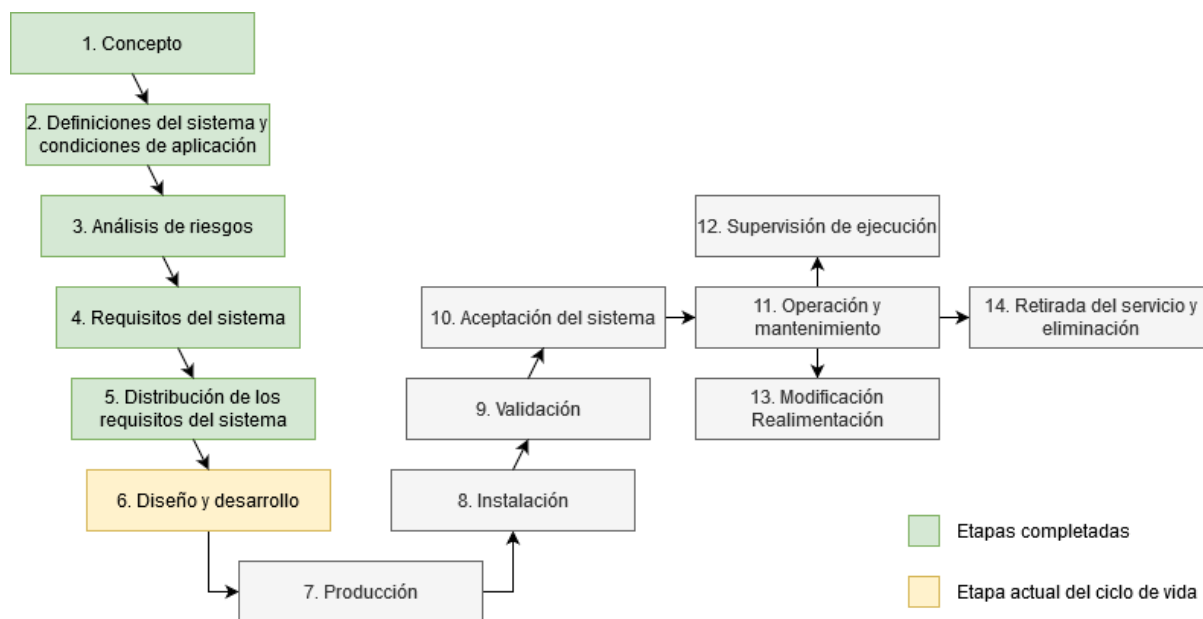 1. Concepto
2. Definiciones del sistema y
condiciones de aplicación
3. Análisis de riesgos
4. Requisitos del sistema
5. Distribución de los
requisitos del sistema
6. Diseño y desarrollo
7. Producción
8. Instalación
9. Validación
10. Aceptación del sistema
11. Operación y
mantenimiento
12. Supervisión de ejecución
13. Modificación
Realimentación
14. Retirada del servicio y
eliminación
Etapas completadas
Etapa actual del ciclo de vida